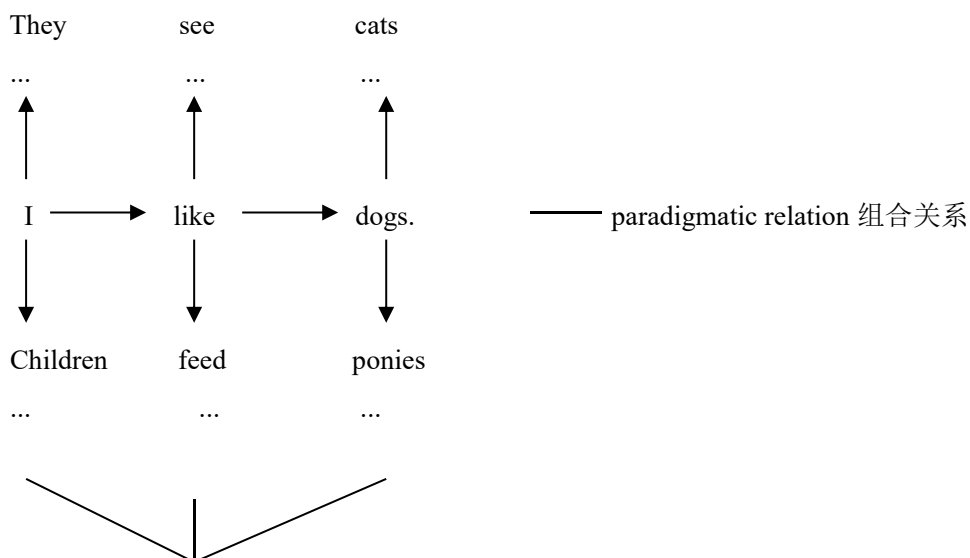 They see cats
... ... ...
I like dogs. paradigmatic relation 组合关系
Children feed ponies
... ... ...